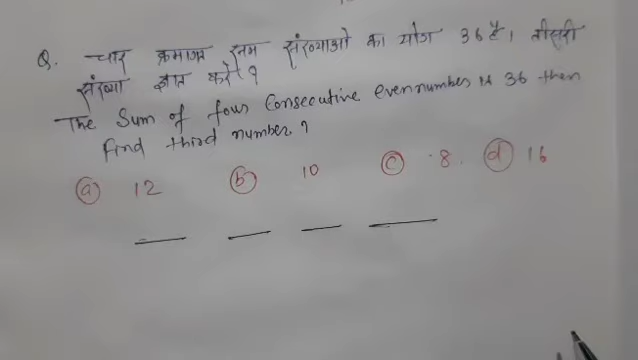 Q. चार क्रमागत सम संख्याओं का योग 36 है। तीसरी
संख्या ज्ञात करो ?
The Sum of four Consecutive even numbers is 36 then
find third number ?
(a) 12 (b) 10 (c) 8. (d) 16